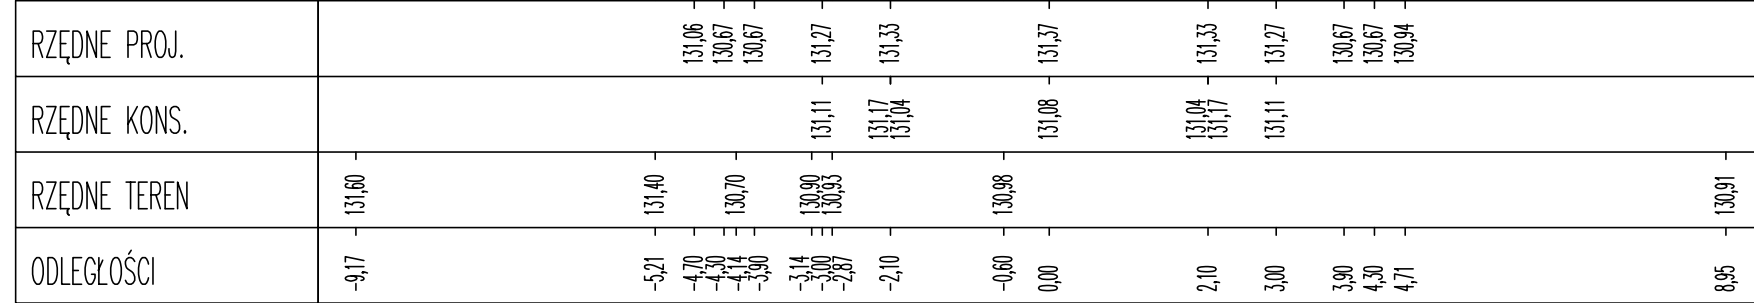 RZĘDNE PROJ. 131,06 130,67 130,67 131,27 131,33 131,37 131,33 131,27 130,67 130,67 130,94
RZĘDNE KONS. 131,11 131,17 131,04 131,08 131,04 131,17 131,11
RZĘDNE TEREN 131,60 131,40 130,70 130,90 130,93 130,98 130,91
ODLEGŁOŚCI -9,17 -5,21 -4,70 -4,30 -4,14 -3,90 -3,14 -3,00 -2,87 -2,10 -0,60 0,00 2,10 3,00 3,90 4,30 4,71 8,95